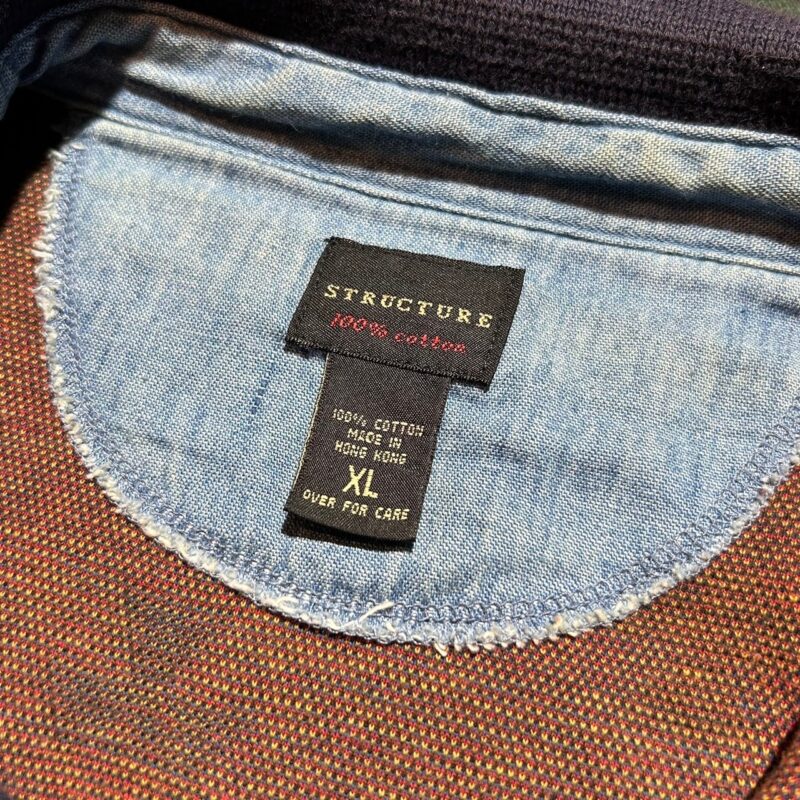 STRUCTURE
100% cotton
100% COTTON
MADE IN
HONG KONG
XL
OVER FOR CARE